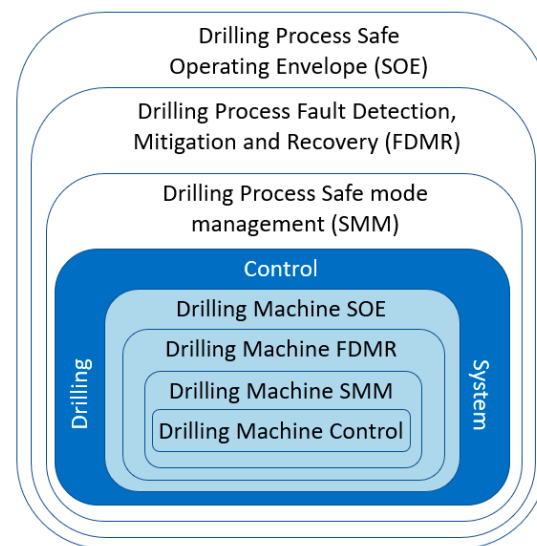 Drilling Process Safe
Operating Envelope (SOE)
Drilling Process Fault Detection,
Mitigation and Recovery (FDMR)
Drilling Process Safe mode
management (SMM)
Drilling
Control
System
Drilling Machine SOE
Drilling Machine FDMR
Drilling Machine SMM
Drilling Machine Control